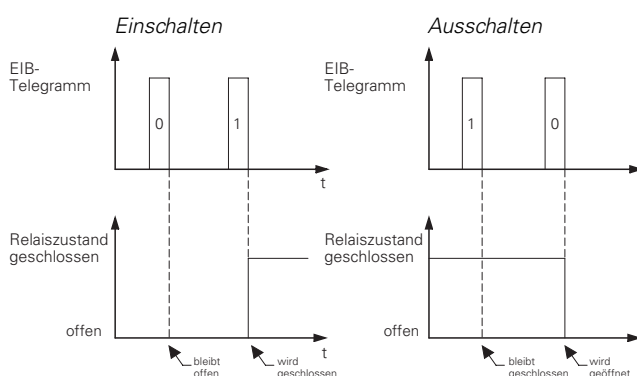 Einschalten
Ausschalten
EIB-
Telegramm
0
1
t
EIB-
Telegramm
1
0
Relaiszustand
geschlossen
offen
bleibt
offen
wird
geschlossen
t
Relaiszustand
geschlossen
offen
bleibt
geschlossen
wird
geöffnet